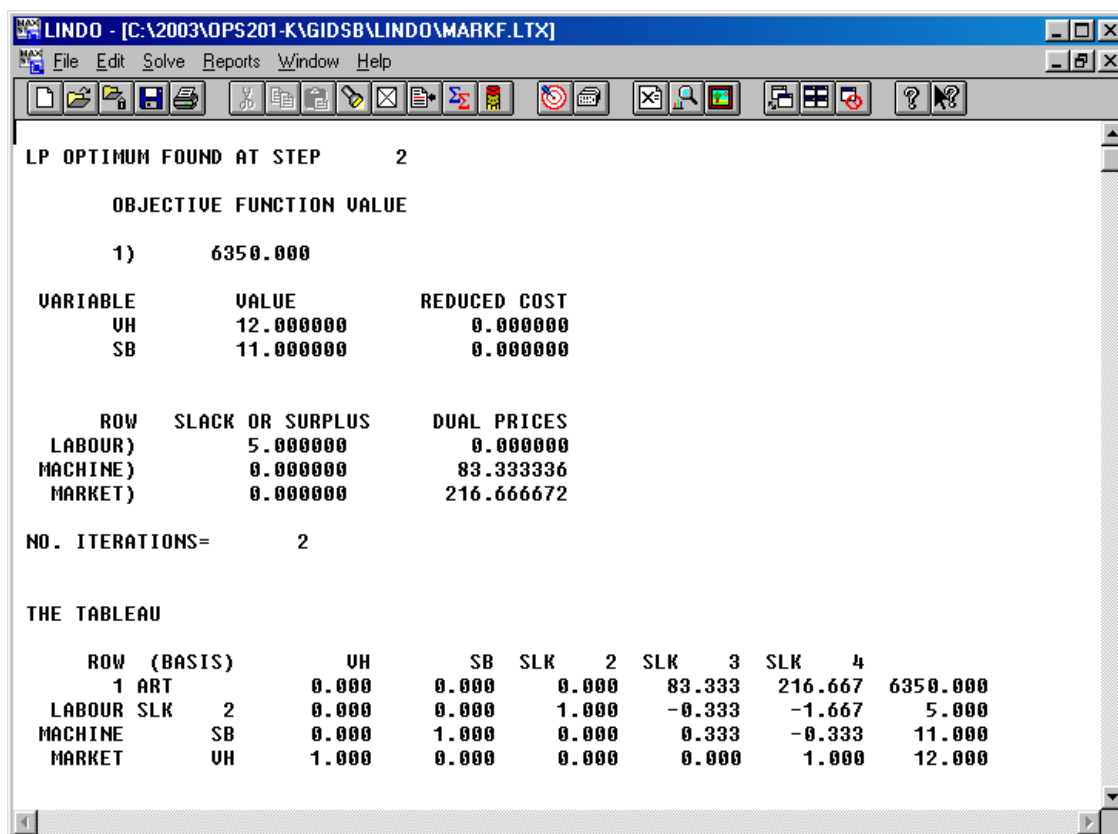 LINDO - [C:\2003\OPS201-K\GIDSB\LINDO\MARKF.LTX]
File Edit Solve Reports Window Help
LP OPTIMUM FOUND AT STEP 2
OBJECTIVE FUNCTION VALUE
1) 6350.000
VARIABLE VALUE REDUCED COST
VH 12.000000 0.000000
SB 11.000000 0.000000
ROW SLACK OR SURPLUS DUAL PRICES
LABOUR) 5.000000 0.000000
MACHINE) 0.000000 83.333336
MARKET) 0.000000 216.666672
NO. ITERATIONS= 2
THE TABLEAU
ROW (BASIS) VH SB SLK 2 SLK 3 SLK 4
1 ART 0.000 0.000 0.000 83.333 216.667 6350.000
LABOUR SLK 2 0.000 0.000 1.000 -0.333 -1.667 5.000
MACHINE SB 0.000 1.000 0.000 0.333 -0.333 11.000
MARKET VH 1.000 0.000 0.000 0.000 1.000 12.000